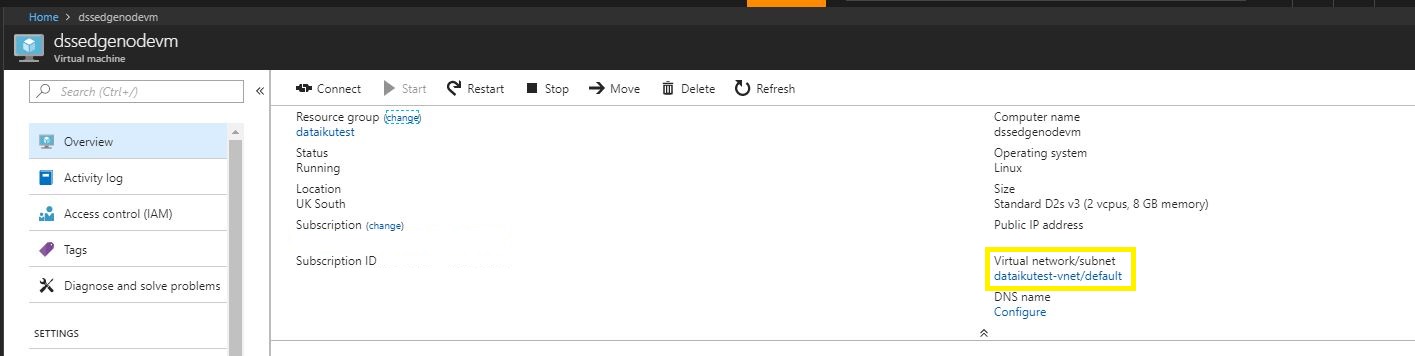 Home > dssedgenodevm
dssedgenodevm
Virtual machine
Search (Ctrl+/)
«
Connect
Start
Restart
Stop
Move
Delete
Refresh
Overview
Activity log
Access control (IAM)
Tags
Diagnose and solve problems
SETTINGS
Resource group (change)
dataikutest
Status
Running
Location
UK South
Subscription (change)
Subscription ID
Computer name
dssedgenodevm
Operating system
Linux
Size
Standard D2s v3 (2 vcpus, 8 GB memory)
Public IP address
Virtual network/subnet
dataikutest-vnet/default
DNS name
Configure